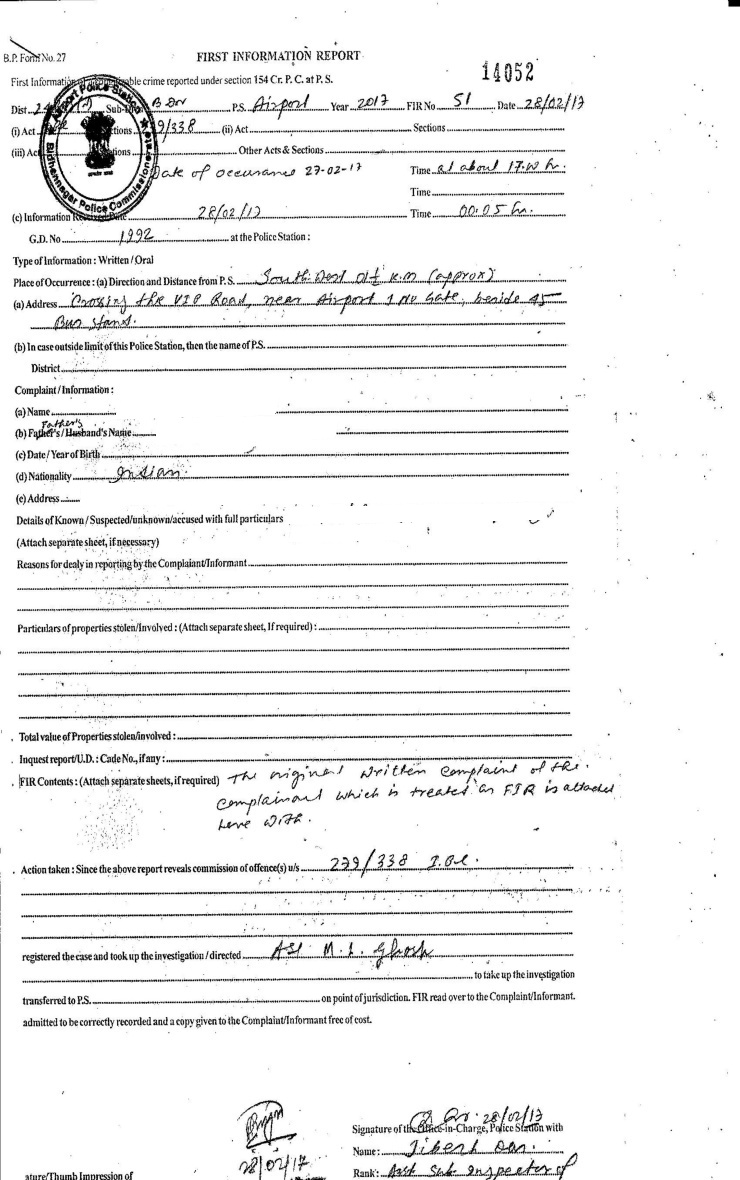 B.P. Form No. 27
FIRST INFORMATION REPORT
14052
First Information of cognizable crime reported under section 154 Cr. P. C. at P. S.
Dist Sub-Div BDN P.S. Airport Year 2017 FIR No 51 Date 28/02/17
(i) Act Sections 279/338 (ii) Act Sections
(iii) Act Sections Other Acts & Sections
Airport Police Station
Bidhannagar Police Commissionerate
Date of occurance 27-02-17 Time at about 17.00 hr.
Time
(c) Information Received Date 28/02/17 Time 00:05 hr.
G.D. No 1992 at the Police Station :
Type of Information : Written / Oral
Place of Occurrence : (a) Direction and Distance from P. S. South-West 01½ K.M (approx)
(a) Address Crossing the VIP Road, near Airport 1 No Gate, beside 45
Bus stand.
(b) In case outside limit of this Police Station, then the name of P.S.
District
Complaint / Information :
(a) Name
Father's
(b) Father's / Husband's Name
(c) Date / Year of Birth
(d) Nationality Indian.
(e) Address
Details of Known / Suspected/unknown/accused with full particulars
(Attach separate sheet, if necessary)
Reasons for dealy in reporting by the Complaiant/Informant
Particulars of properties stolen/Involved : (Attach separate sheet, If required) :
Total value of Properties stolen/involved :
Inquest report/U.D. : Cade No., if any :
FIR Contents : (Attach separate sheets, if required) The original written complaint of the
complainant which is treated as FIR is attached
here with.
Action taken : Since the above report reveals commission of offence(s) u/s 279/338 I.P.C.
registered the case and took up the investigation / directed ASI M. L. Ghosh
to take up the investigation
transferred to P.S. on point of jurisdiction. FIR read over to the Complaint/Informant.
admitted to be correctly recorded and a copy given to the Complaint/Informant free of cost.
28/02/17
28/02/17
Signature of the Office-in-Charge, Police Station with
Name : Jibesh Das.
Rank : Asst Sub Inspector of
ature/Thumb Impression of